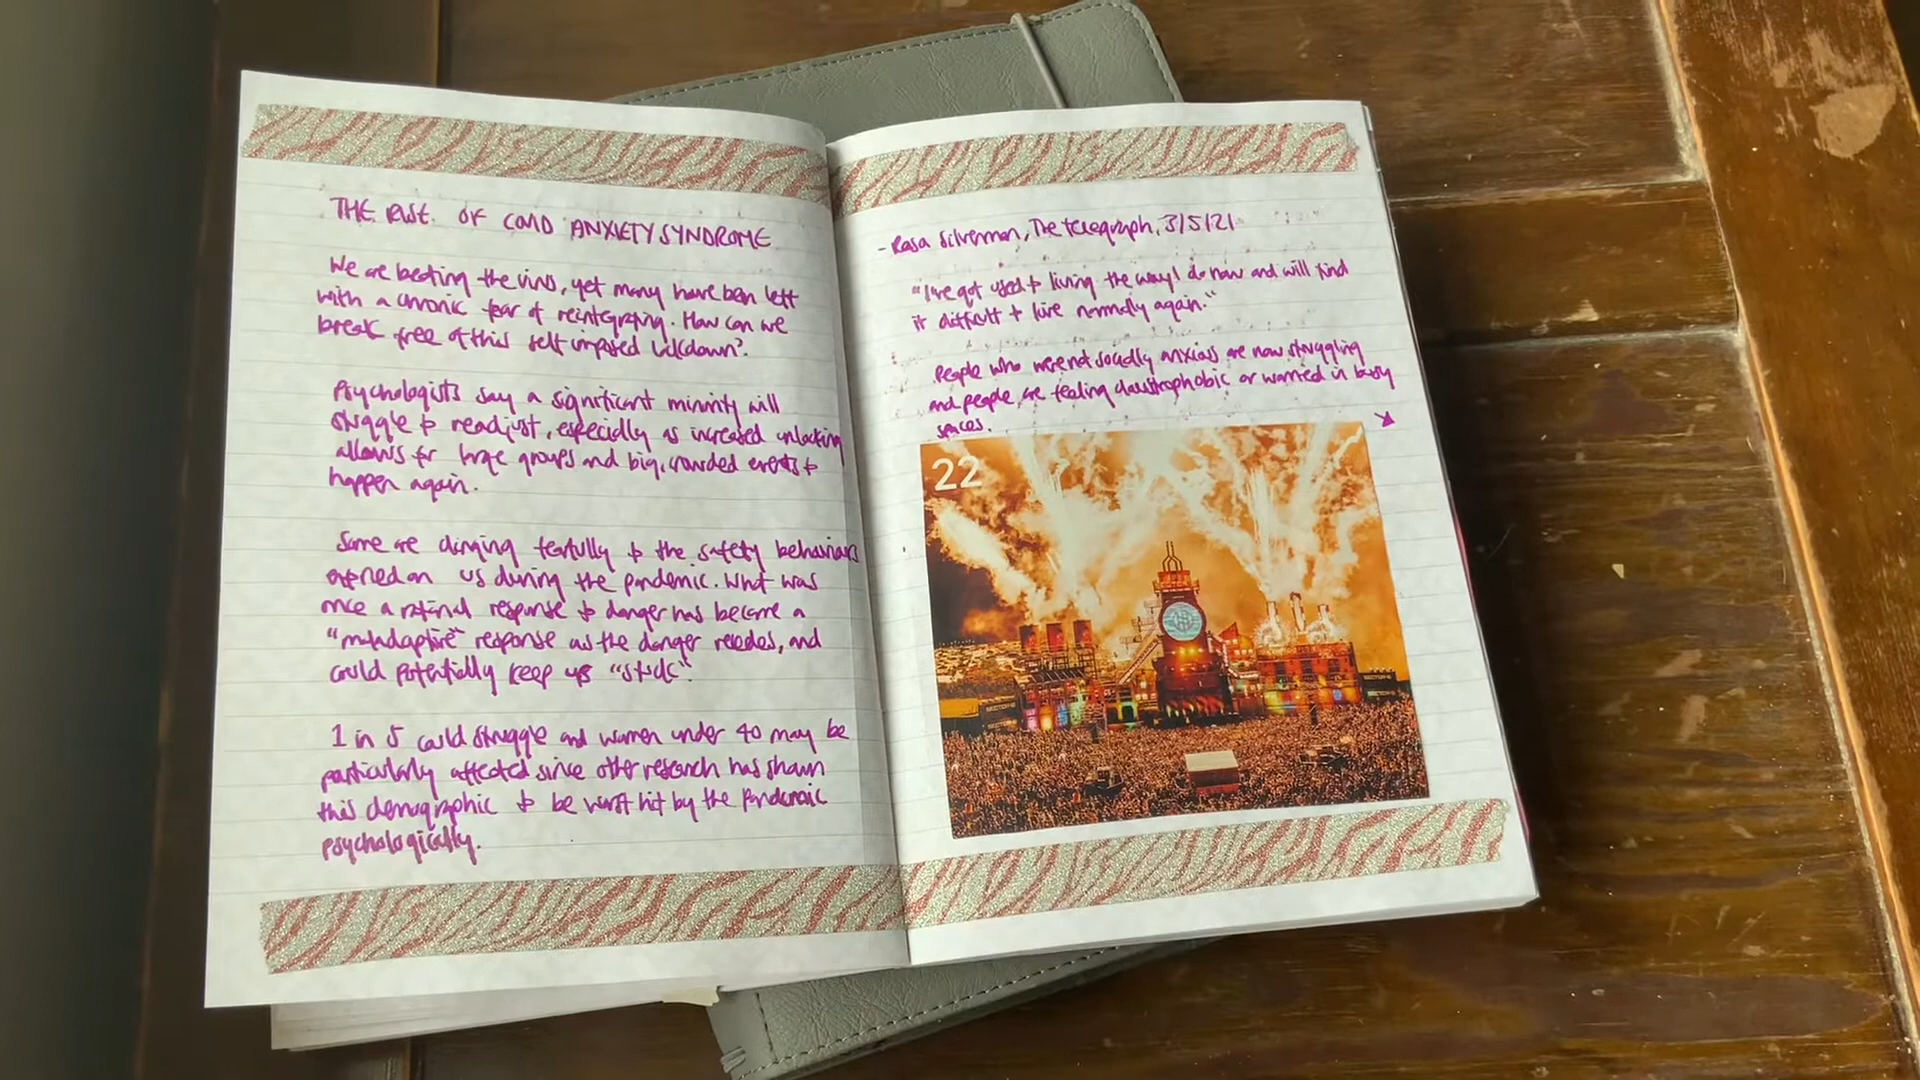 THE RISE OF COVID ANXIETY SYNDROME
We are beating the virus, yet many have been left
with a chronic fear of reintegrating. How can we
break free of this self imposed lockdown?
Psychologists say a significant minority will
struggle to readjust, especially as increased unlocking
allows for large groups and big, crowded events to
happen again.
Some are clinging fearfully to the safety behaviours
opened on us during the pandemic. What was
once a rational response to danger has become a
"maladaptive" response as the danger recedes, and
could potentially keep us "stuck".
1 in 5 could struggle and women under 40 may be
particularly affected since other research has shown
this demographic to be worst hit by the pandemic
psychologically.
- Rosa Silverman, The telegraph, 3/5/21
"I've got used to living the way I do now and will find
it difficult to live normally again."
People who were not socially anxious are now struggling
and people are feeling claustrophobic or worried in busy
spaces.
22